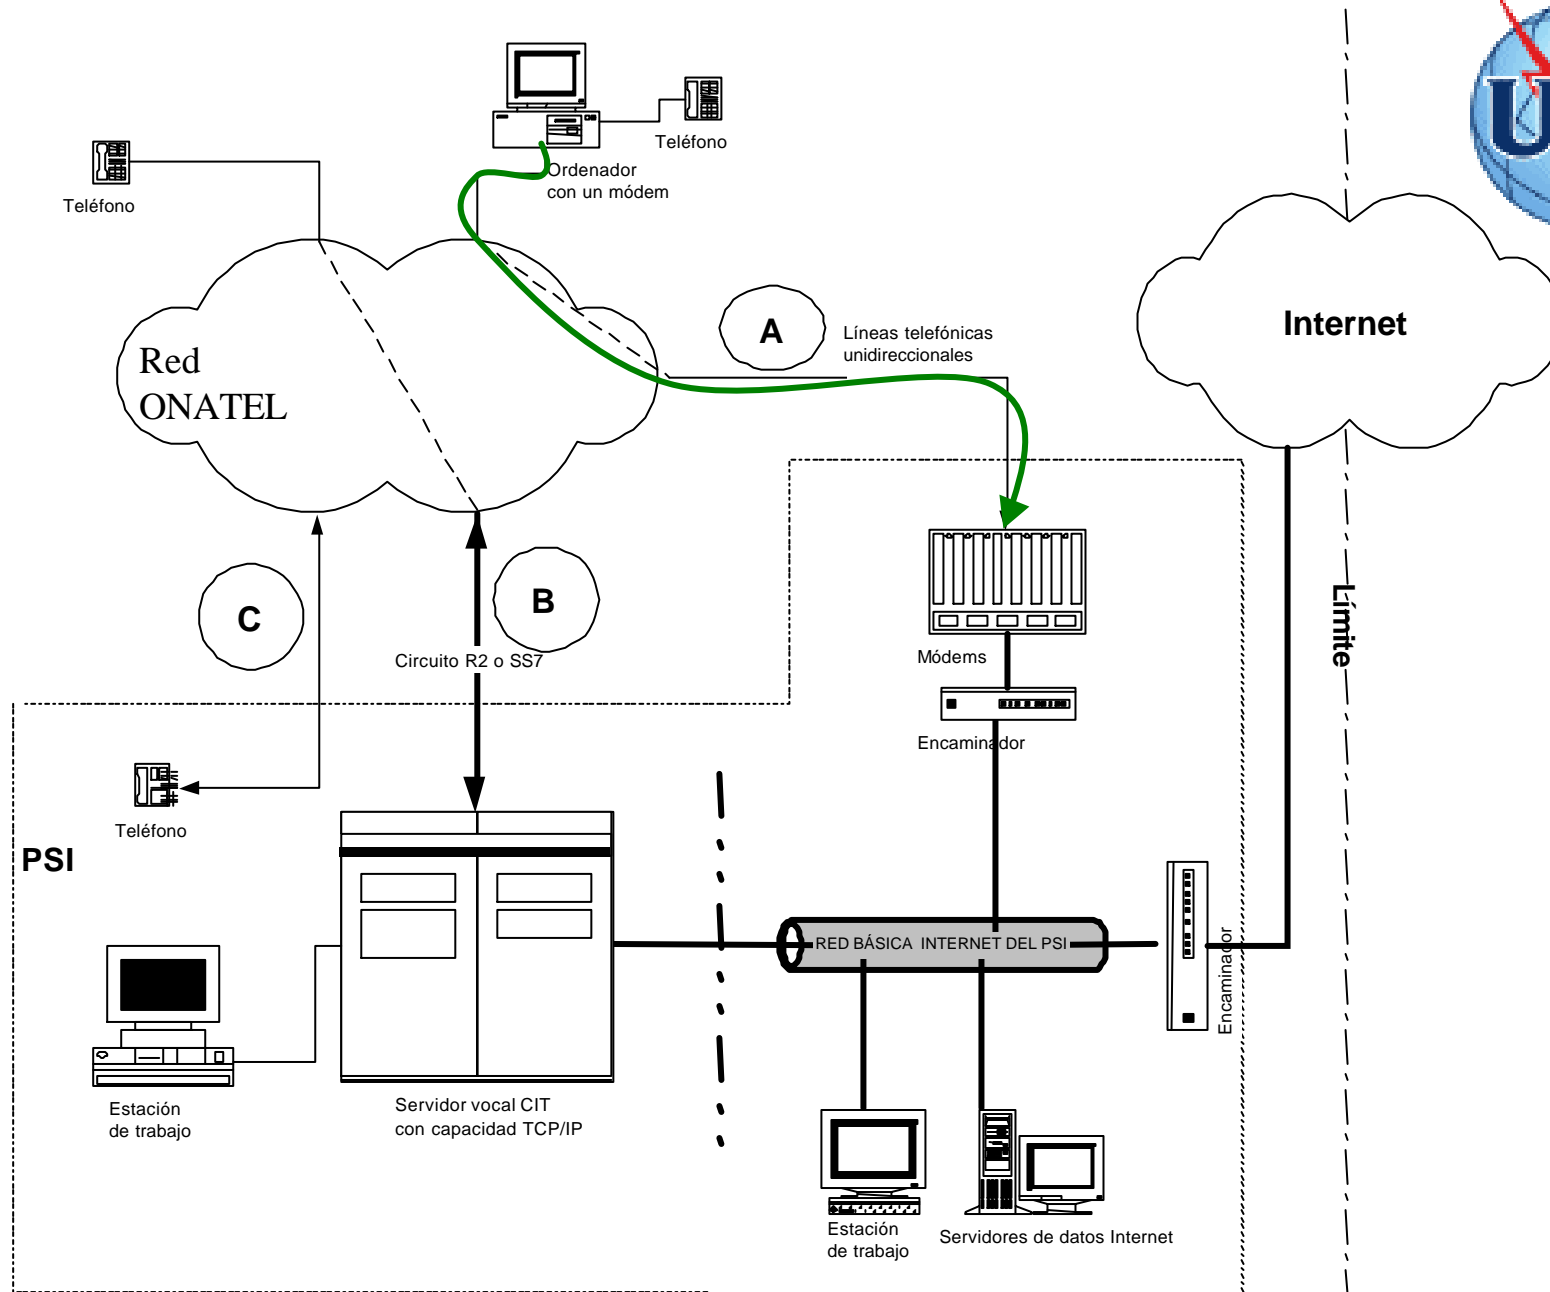 Teléfono
Ordenador
con un módem
Teléfono
Red
ONATEL
A
Líneas telefónicas
unidireccionales
Internet
C
B
Circuito R2 o SS7
Límite
Módems
Encaminador
Teléfono
PSI
RED BÁSICA INTERNET DEL PSI
Encaminador
Estación
de trabajo
Servidor vocal CIT
con capacidad TCP/IP
Estación
de trabajo
Servidores de datos Internet